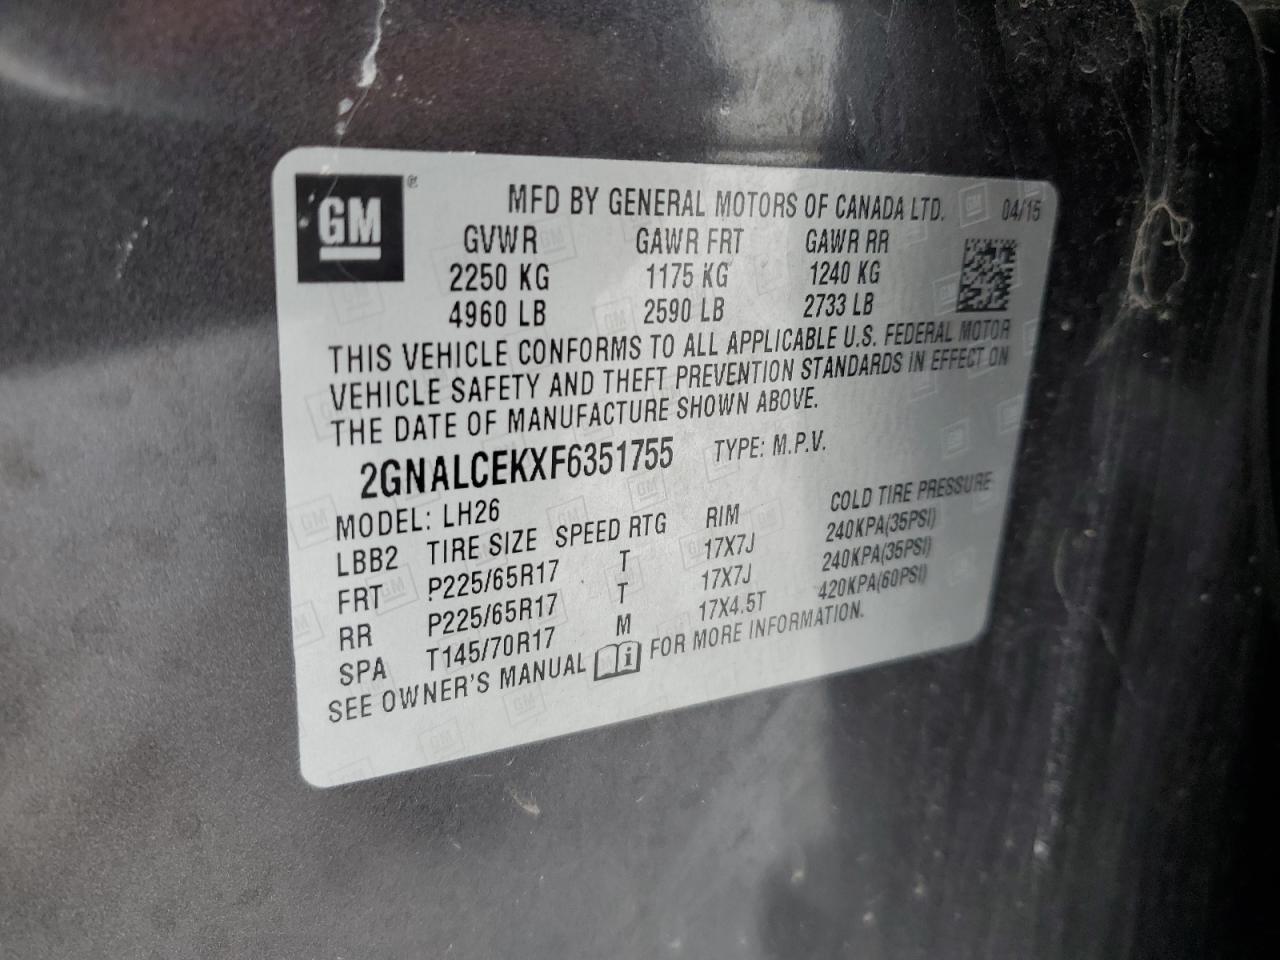 GM ®
MFD BY GENERAL MOTORS OF CANADA LTD. 04/15
GVWR GAWR FRT GAWR RR
2250 KG 1175 KG 1240 KG
4960 LB 2590 LB 2733 LB
THIS VEHICLE CONFORMS TO ALL APPLICABLE U.S. FEDERAL MOTOR
VEHICLE SAFETY AND THEFT PREVENTION STANDARDS IN EFFECT ON
THE DATE OF MANUFACTURE SHOWN ABOVE.
2GNALCEKXF6351755 TYPE: M.P.V.
MODEL: LH26
LBB2 TIRE SIZE SPEED RTG RIM COLD TIRE PRESSURE
FRT P225/65R17 T 17X7J 240KPA(35PSI)
RR P225/65R17 T 17X7J 240KPA(35PSI)
SPA T145/70R17 M 17X4.5T 420KPA(60PSI)
SEE OWNER'S MANUAL i FOR MORE INFORMATION.